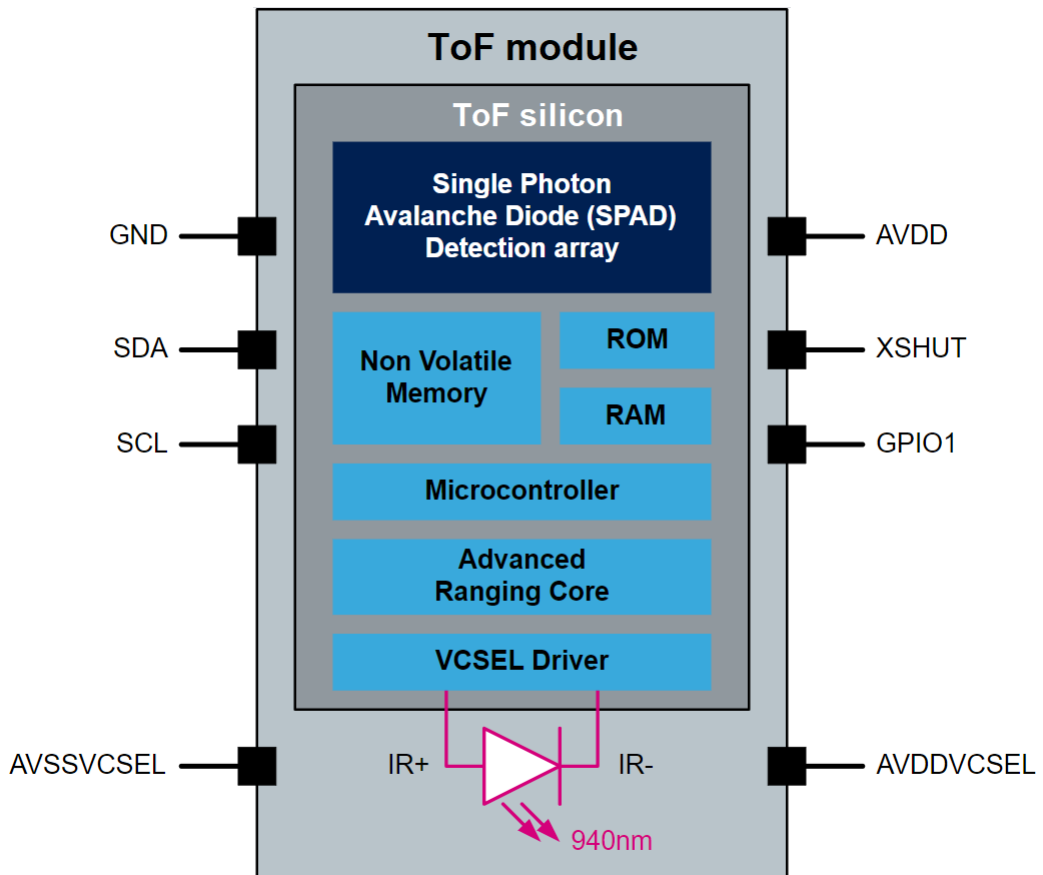 ToF module
ToF silicon
Single Photon
Avalanche Diode (SPAD)
Detection array
GND
AVDD
SDA
XSHUT
Non Volatile
Memory
ROM
RAM
SCL
GPIO1
Microcontroller
Advanced
Ranging Core
VCSEL Driver
AVSSVCSEL
IR+
IR-
AVDDVCSEL
940nm